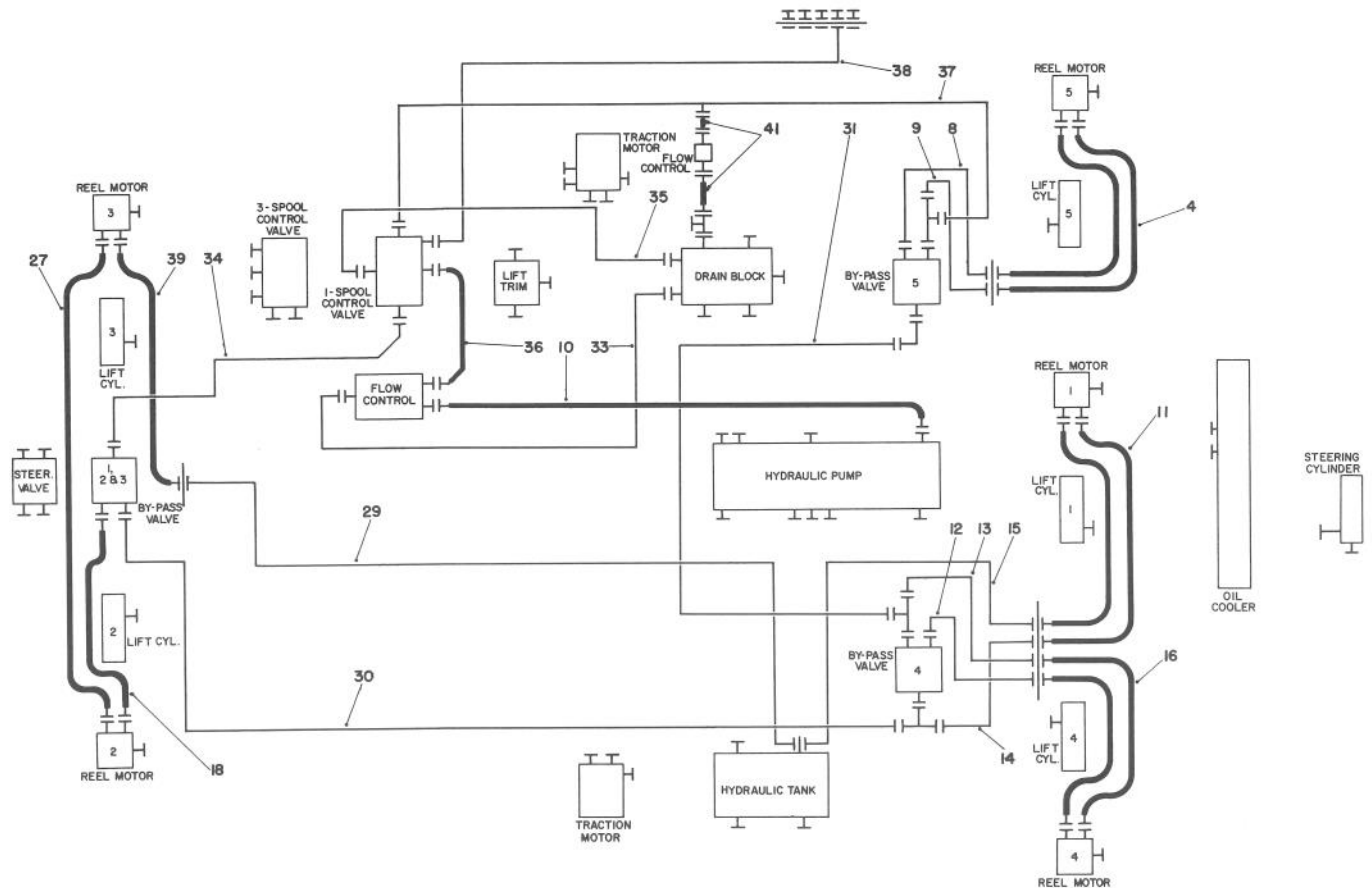 38
37
REEL MOTOR
5
9
8
31
41
TRACTION
MOTOR
FLOW
CONTROL
LIFT
CYL.
5
4
REEL MOTOR
3
3-SPOOL
CONTROL
VALVE
35
27
39
34
1-SPOOL
CONTROL
VALVE
LIFT
TRIM
DRAIN BLOCK
BY-PASS
VALVE
5
3
LIFT
CYL.
36
10
33
FLOW
CONTROL
REEL MOTOR
1
11
STEER.
VALVE
1,
2 & 3
BY-PASS
VALVE
HYDRAULIC PUMP
LIFT
CYL.
1
STEERING
CYLINDER
29
12
13
15
OIL
COOLER
2
LIFT CYL.
BY-PASS
VALVE
4
16
30
18
14
LIFT
CYL.
4
2
REEL MOTOR
HYDRAULIC TANK
TRACTION
MOTOR
4
REEL MOTOR